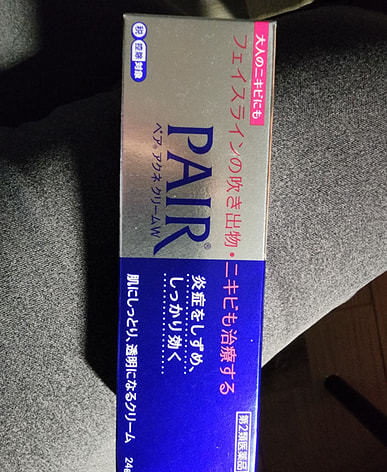 大人のニキビにも
フェイスラインの吹き出物・ニキビも治療する
税 控除 対象
PAIR®
ペア®アクネクリームW
炎症をしずめ、
しっかり効く
肌にしっとり、透明になるクリーム
第2類医薬品
24g